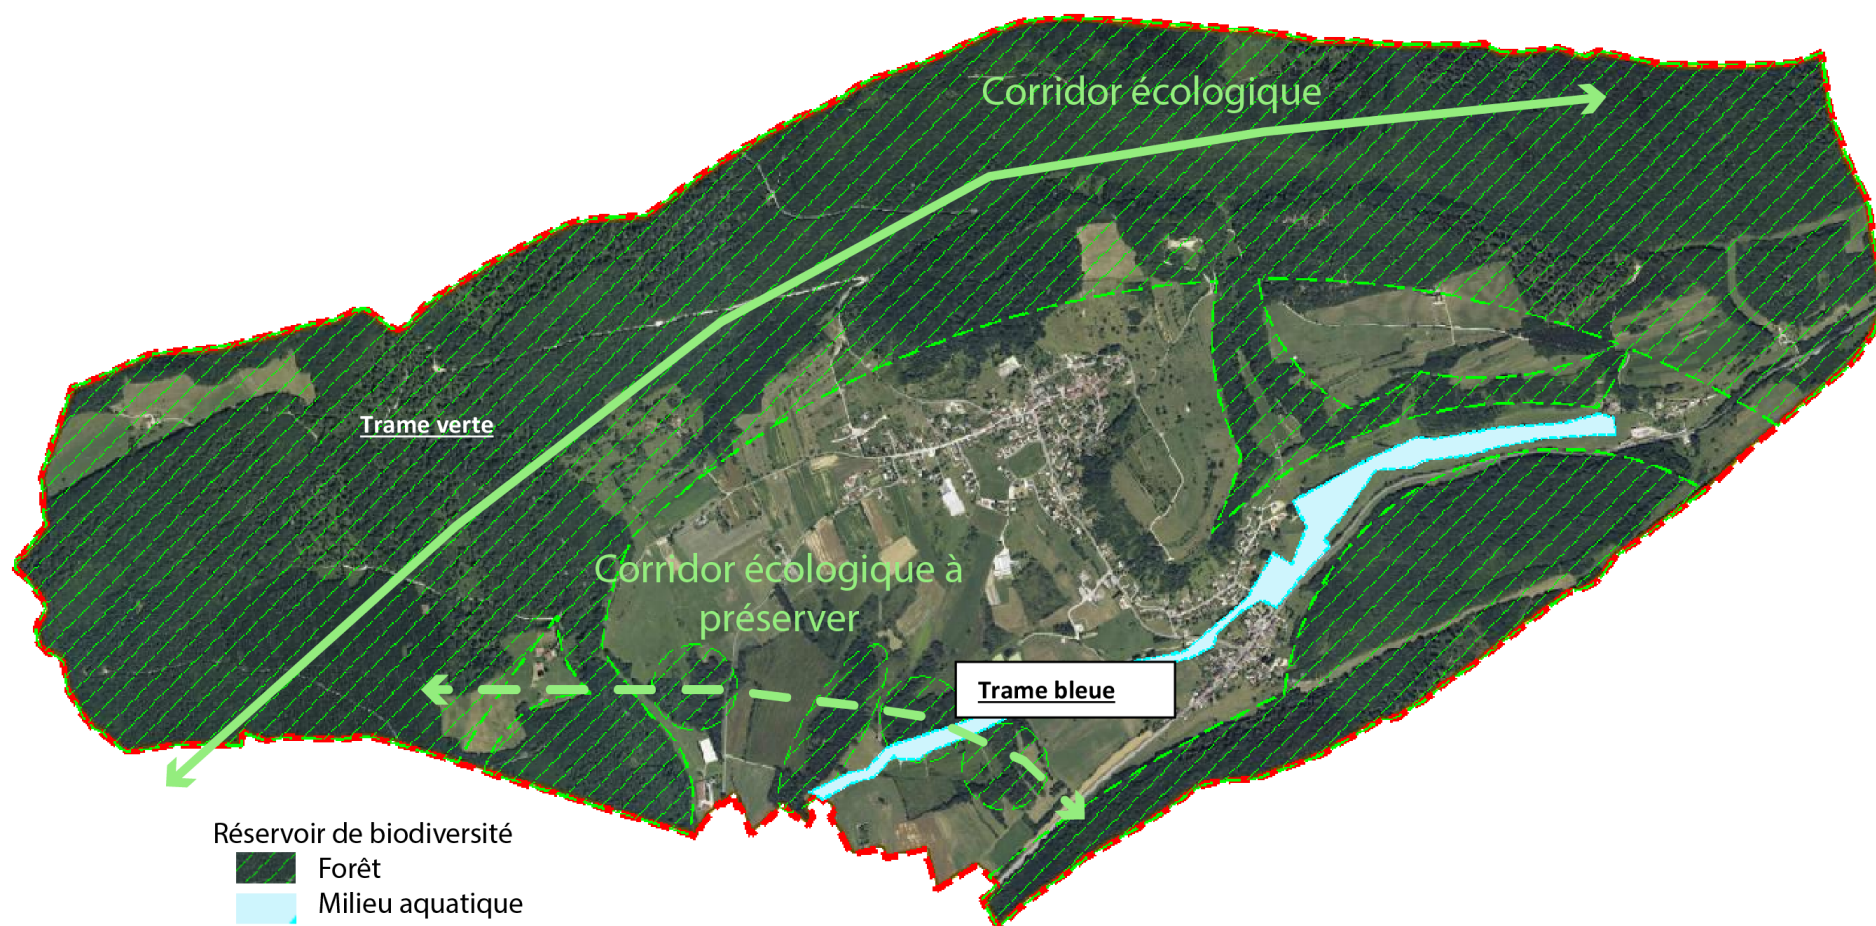 Corridor écologique
Trame verte
Corridor écologique à
préserver
Trame bleue
Réservoir de biodiversité
Forêt
Milieu aquatique